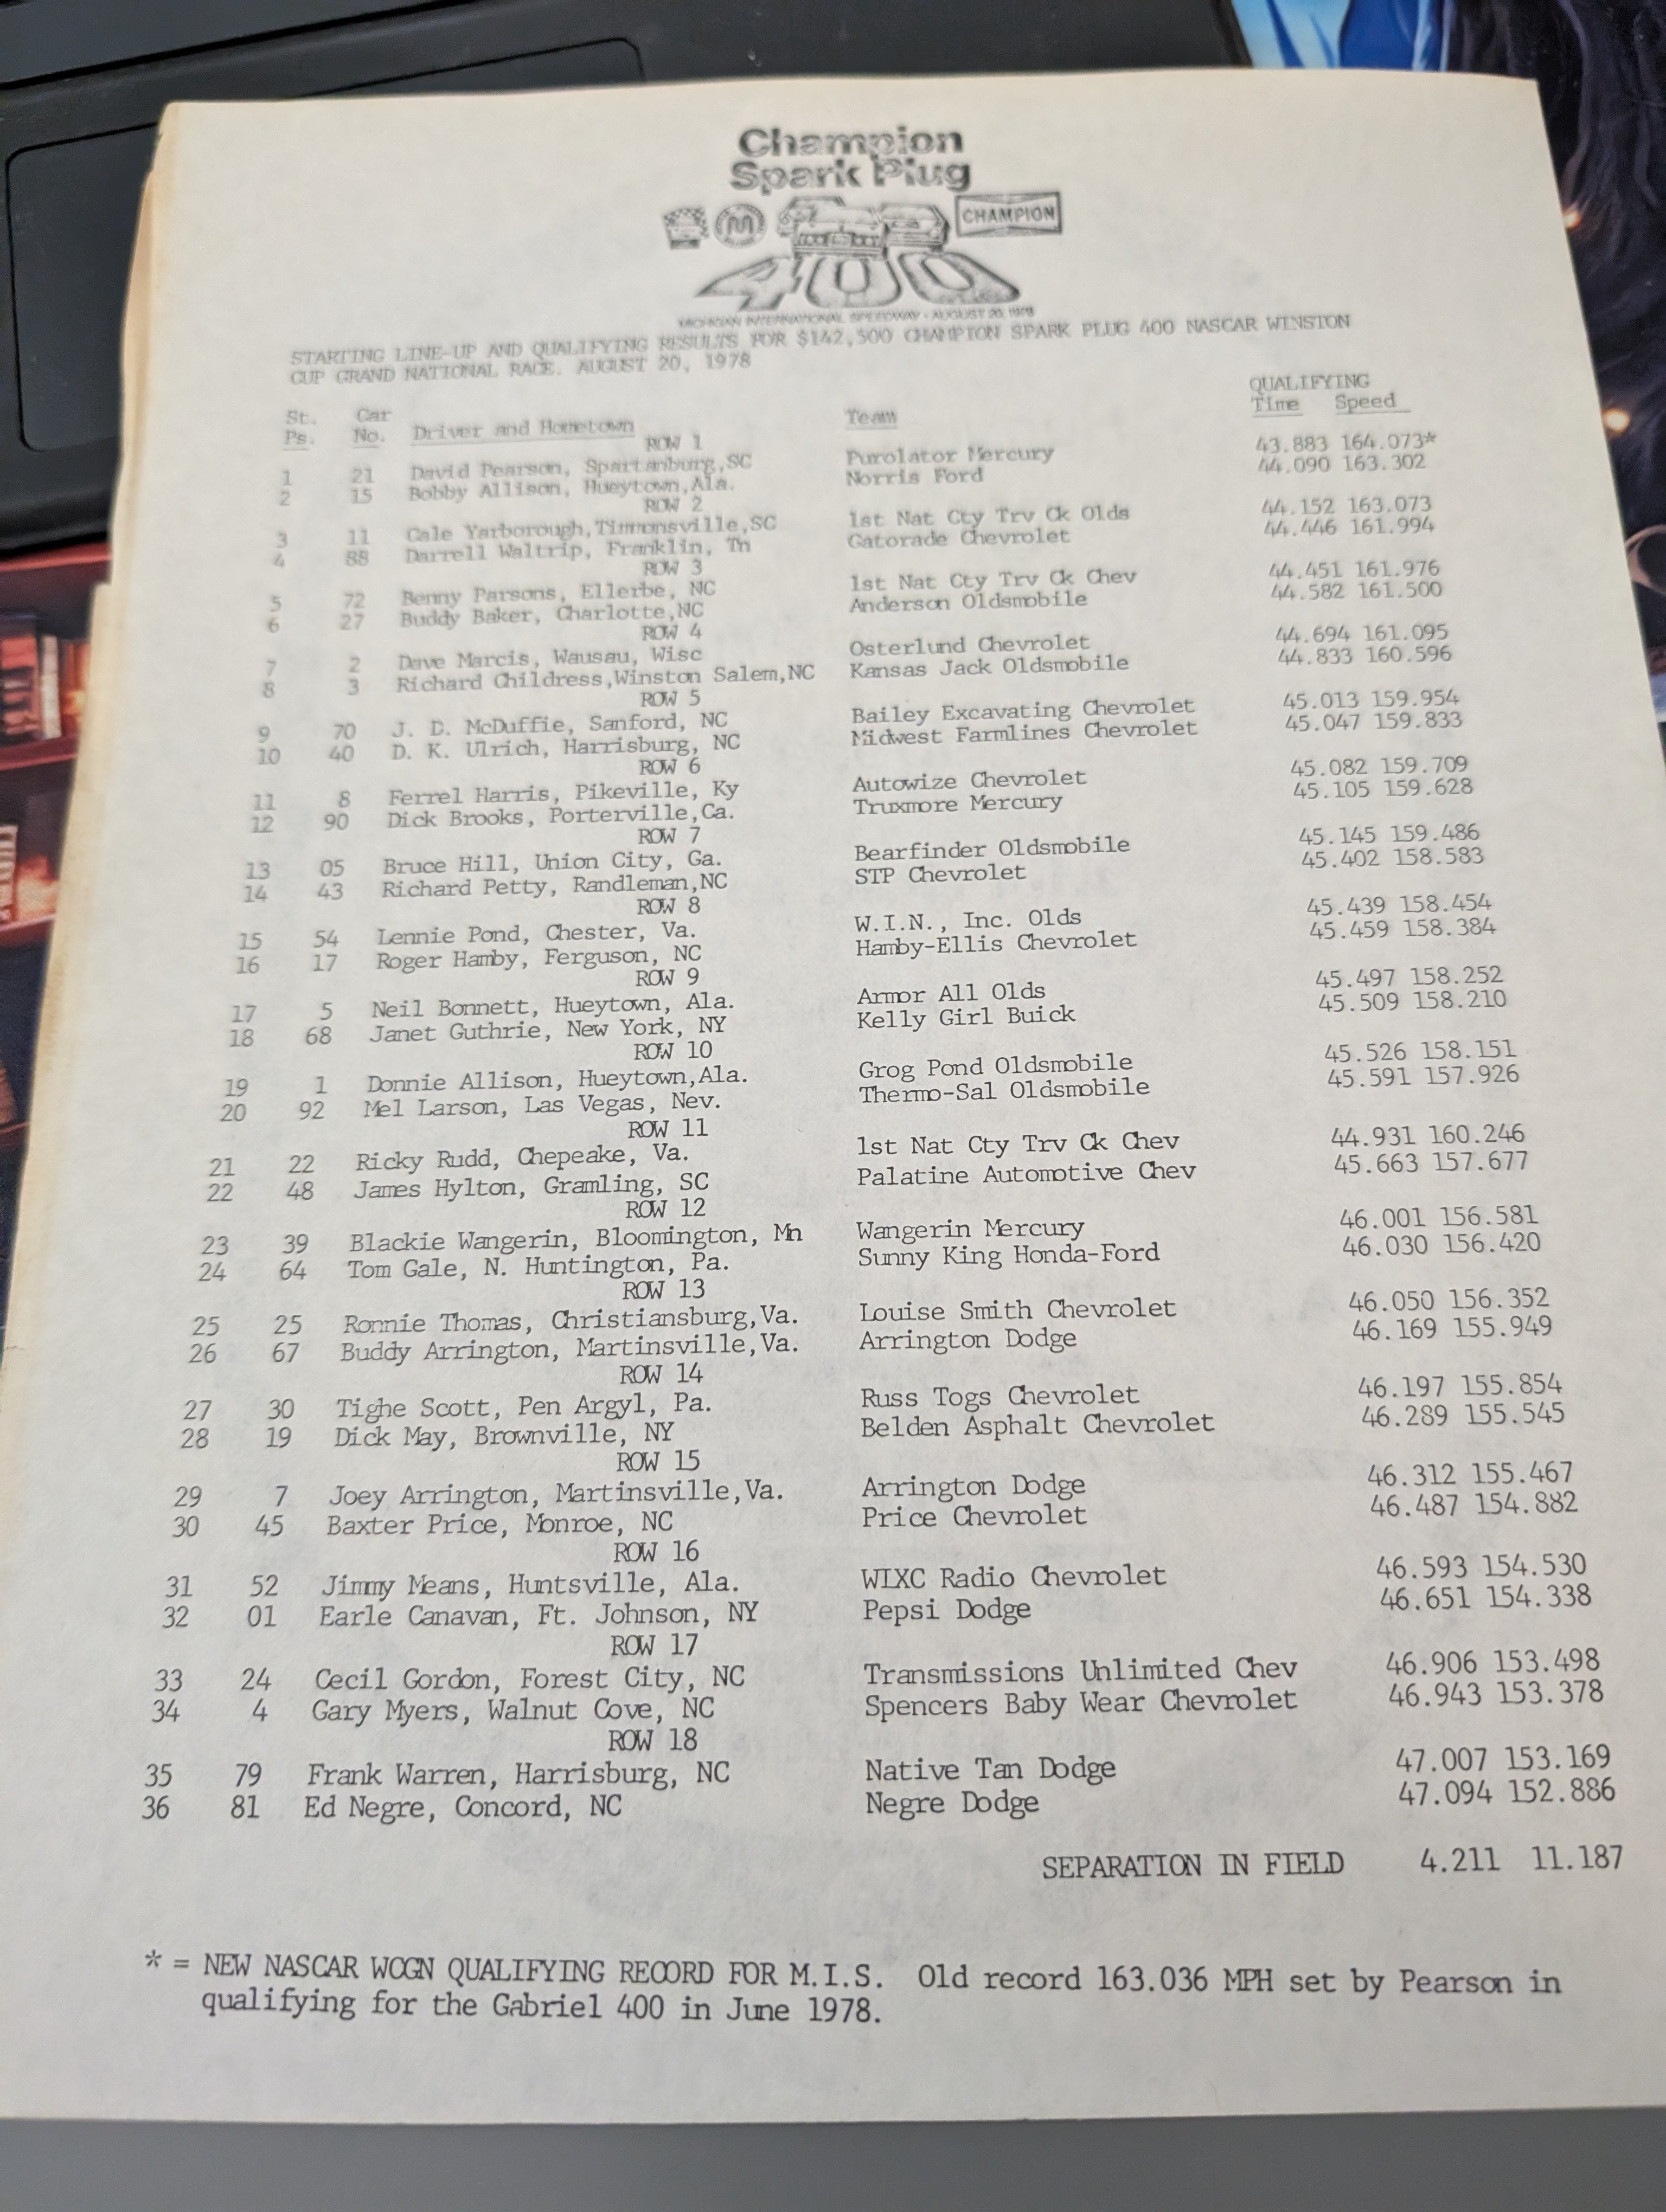 Champion
Spark Plug
CHAMPION
400
MICHIGAN INTERNATIONAL SPEEDWAY - AUGUST 20, 1978
STARTING LINE-UP AND QUALIFYING RESULTS FOR $142,500 CHAMPION SPARK PLUG 400 NASCAR WINSTON
CUP GRAND NATIONAL RACE. AUGUST 20, 1978
QUALIFYING
St. Car Team Time Speed
Ps. No. Driver and Hometown
ROW 1
1 21 David Pearson, Spartanburg,SC Purolator Mercury 43.883 164.073*
2 15 Bobby Allison, Hueytown,Ala. Norris Ford 44.090 163.302
ROW 2
3 11 Cale Yarborough,Timmonsville,SC 1st Nat Cty Trv Ck Olds 44.152 163.073
4 88 Darrell Waltrip, Franklin, Tn Gatorade Chevrolet 44.446 161.994
ROW 3
5 72 Benny Parsons, Ellerbe, NC 1st Nat Cty Trv Ck Chev 44.451 161.976
6 27 Buddy Baker, Charlotte,NC Anderson Oldsmobile 44.582 161.500
ROW 4
7 2 Dave Marcis, Wausau, Wisc Osterlund Chevrolet 44.694 161.095
8 3 Richard Childress,Winston Salem,NC Kansas Jack Oldsmobile 44.833 160.596
ROW 5
9 70 J. D. McDuffie, Sanford, NC Bailey Excavating Chevrolet 45.013 159.954
10 40 D. K. Ulrich, Harrisburg, NC Midwest Farmlines Chevrolet 45.047 159.833
ROW 6
11 8 Ferrel Harris, Pikeville, Ky Autowize Chevrolet 45.082 159.709
12 90 Dick Brooks, Porterville,Ca. Truxmore Mercury 45.105 159.628
ROW 7
13 05 Bruce Hill, Union City, Ga. Bearfinder Oldsmobile 45.145 159.486
14 43 Richard Petty, Randleman,NC STP Chevrolet 45.402 158.583
ROW 8
15 54 Lennie Pond, Chester, Va. W.I.N., Inc. Olds 45.439 158.454
16 17 Roger Hamby, Ferguson, NC Hamby-Ellis Chevrolet 45.459 158.384
ROW 9
17 5 Neil Bonnett, Hueytown, Ala. Armor All Olds 45.497 158.252
18 68 Janet Guthrie, New York, NY Kelly Girl Buick 45.509 158.210
ROW 10
19 1 Donnie Allison, Hueytown,Ala. Grog Pond Oldsmobile 45.526 158.151
20 92 Mel Larson, Las Vegas, Nev. Thermo-Sal Oldsmobile 45.591 157.926
ROW 11
21 22 Ricky Rudd, Chepeake, Va. 1st Nat Cty Trv Ck Chev 44.931 160.246
22 48 James Hylton, Gramling, SC Palatine Automotive Chev 45.663 157.677
ROW 12
23 39 Blackie Wangerin, Bloomington, Mn Wangerin Mercury 46.001 156.581
24 64 Tom Gale, N. Huntington, Pa. Sunny King Honda-Ford 46.030 156.420
ROW 13
25 25 Ronnie Thomas, Christiansburg,Va. Louise Smith Chevrolet 46.050 156.352
26 67 Buddy Arrington, Martinsville,Va. Arrington Dodge 46.169 155.949
ROW 14
27 30 Tighe Scott, Pen Argyl, Pa. Russ Togs Chevrolet 46.197 155.854
28 19 Dick May, Brownville, NY Belden Asphalt Chevrolet 46.289 155.545
ROW 15
29 7 Joey Arrington, Martinsville,Va. Arrington Dodge 46.312 155.467
30 45 Baxter Price, Monroe, NC Price Chevrolet 46.487 154.882
ROW 16
31 52 Jimmy Means, Huntsville, Ala. WIXC Radio Chevrolet 46.593 154.530
32 01 Earle Canavan, Ft. Johnson, NY Pepsi Dodge 46.651 154.338
ROW 17
33 24 Cecil Gordon, Forest City, NC Transmissions Unlimited Chev 46.906 153.498
34 4 Gary Myers, Walnut Cove, NC Spencers Baby Wear Chevrolet 46.943 153.378
ROW 18
35 79 Frank Warren, Harrisburg, NC Native Tan Dodge 47.007 153.169
36 81 Ed Negre, Concord, NC Negre Dodge 47.094 152.886
SEPARATION IN FIELD 4.211 11.187
* = NEW NASCAR WCGN QUALIFYING RECORD FOR M.I.S. Old record 163.036 MPH set by Pearson in
qualifying for the Gabriel 400 in June 1978.